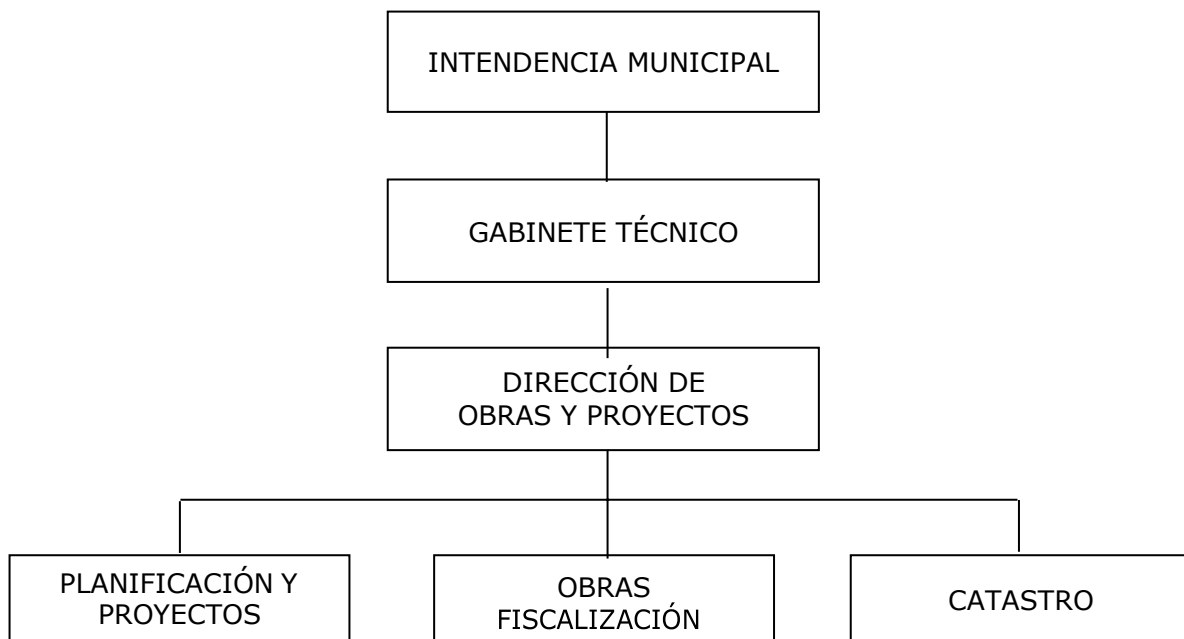 INTENDENCIA MUNICIPAL
GABINETE TÉCNICO
DIRECCIÓN DE
OBRAS Y PROYECTOS
PLANIFICACIÓN Y
PROYECTOS
OBRAS
FISCALIZACIÓN
CATASTRO